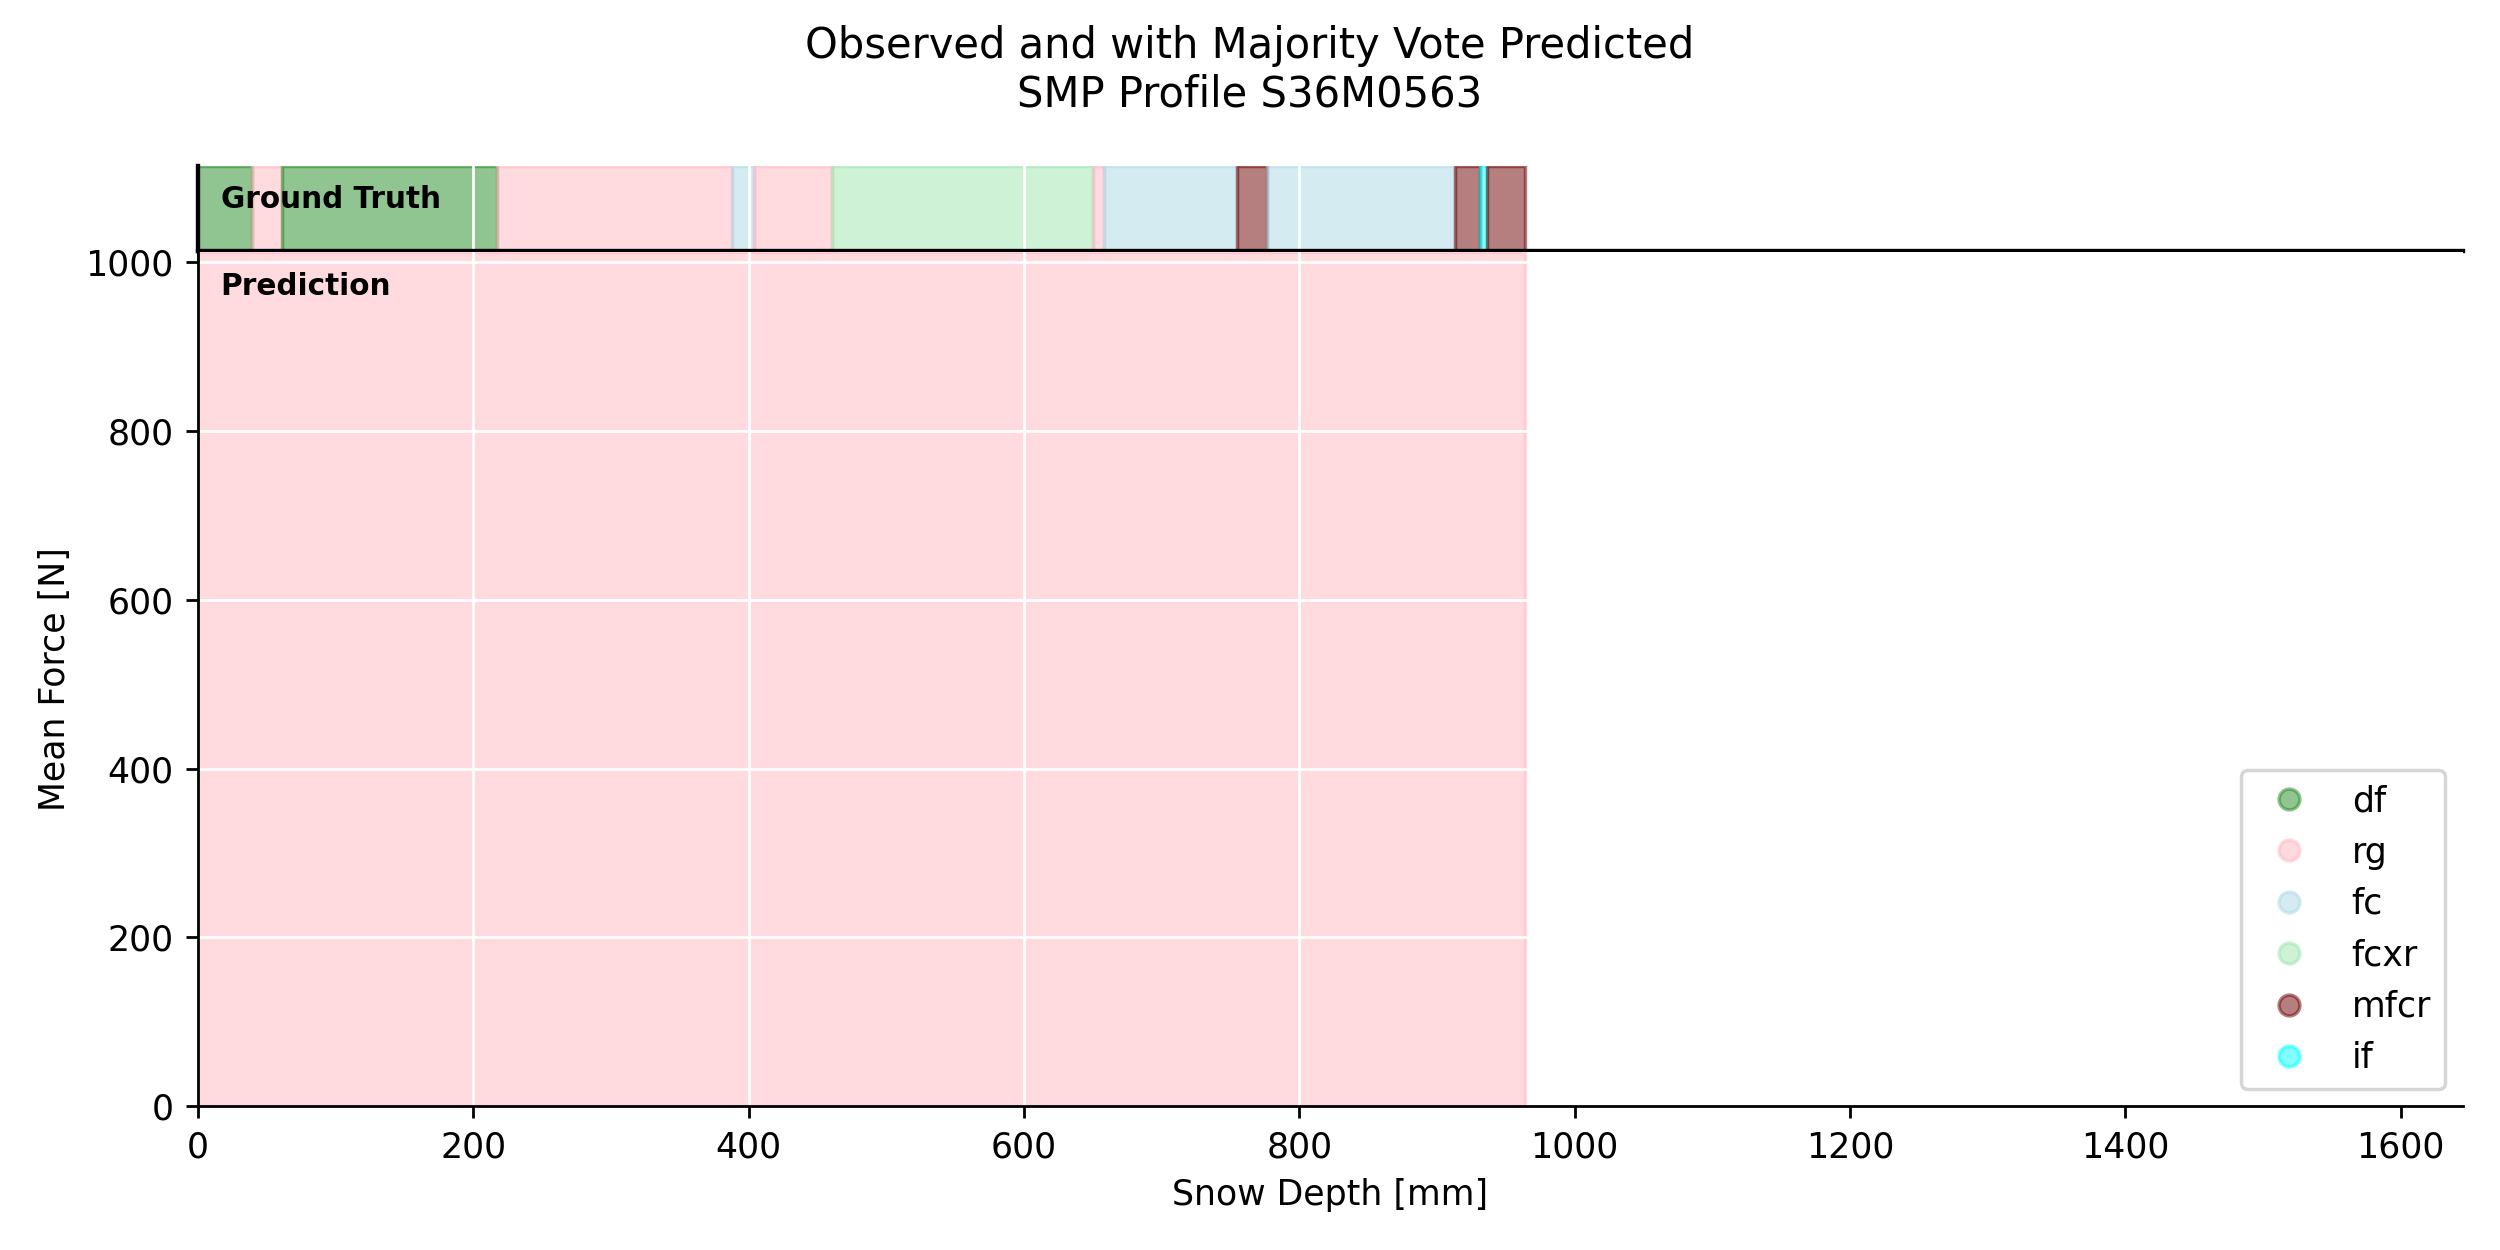 Observed and with Majority Vote Predicted
SMP Profile S36M0563
Ground Truth
Prediction
1000
800
600
400
200
0
Mean Force [N]
0 200 400 600 800 1000 1200 1400 1600
Snow Depth [mm]
df
rg
fc
fcxr
mfcr
if